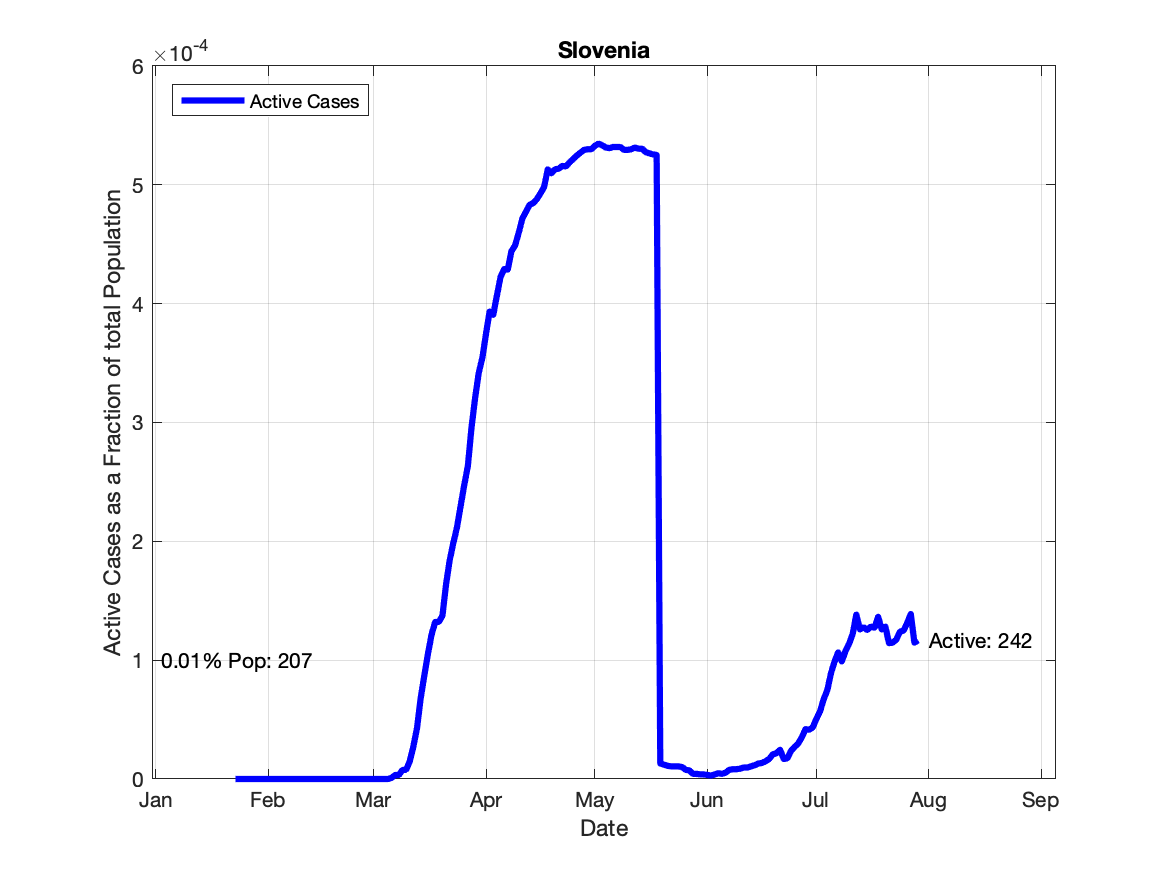 Slovenia
×10-4
Active Cases
6
5
4
3
2
1
0
Active Cases as a Fraction of total Population
0.01% Pop: 207
Active: 242
Jan Feb Mar Apr May Jun Jul Aug Sep
Date